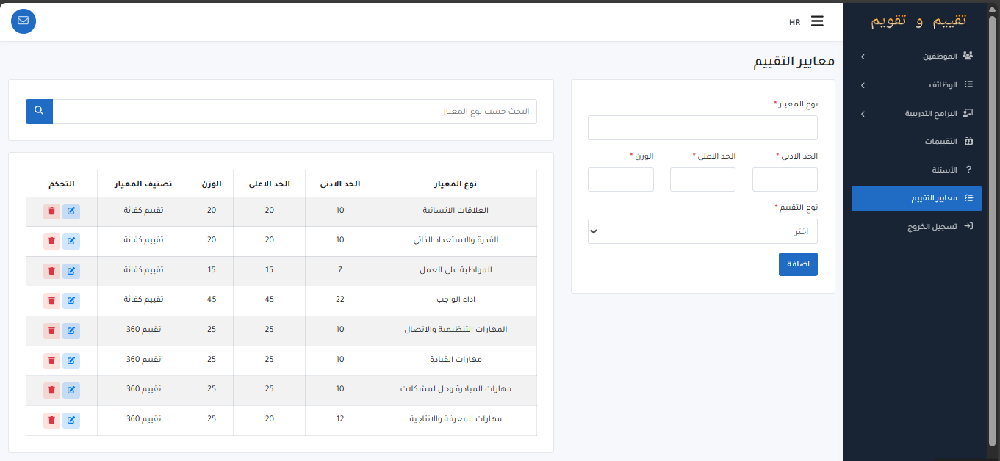 تقييم و تقويم
الموظفين
الوظائف
البرامج التدريبية
التقييمات
الأسئلة
معايير التقييم
تسجيل الخروج
HR
معايير التقييم
نوع المعيار *
الحد الادنى * الحد الاعلى * الوزن *
نوع التقييم *
اختر
اضافة
البحث حسب نوع المعيار
نوع المعيار الحد الادنى الحد الاعلى الوزن تصنيف المعيار التحكم
العلاقات الانسانية 10 20 20 تقييم كفائة
القدرة والاستعداد الذاتي 10 20 20 تقييم كفائة
المواظبة على العمل 7 15 15 تقييم كفائة
اداء الواجب 22 45 45 تقييم كفائة
المهارات التنظيمية والاتصال 10 25 25 تقييم 360
مهارات القيادة 10 25 25 تقييم 360
مهارات المبادرة وحل لمشكلات 10 25 25 تقييم 360
مهارات المعرفة والانتاجية 12 20 25 تقييم 360